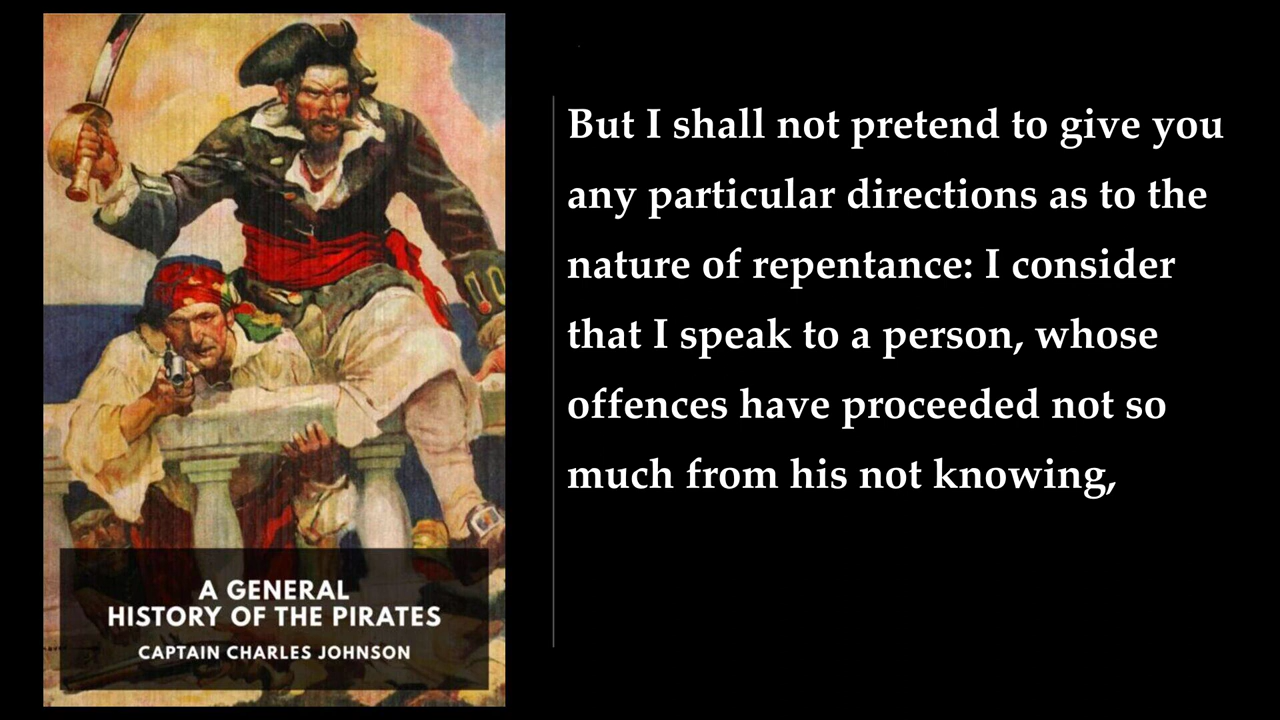 A GENERAL
HISTORY OF THE PIRATES
CAPTAIN CHARLES JOHNSON
But I shall not pretend to give you
any particular directions as to the
nature of repentance: I consider
that I speak to a person, whose
offences have proceeded not so
much from his not knowing,